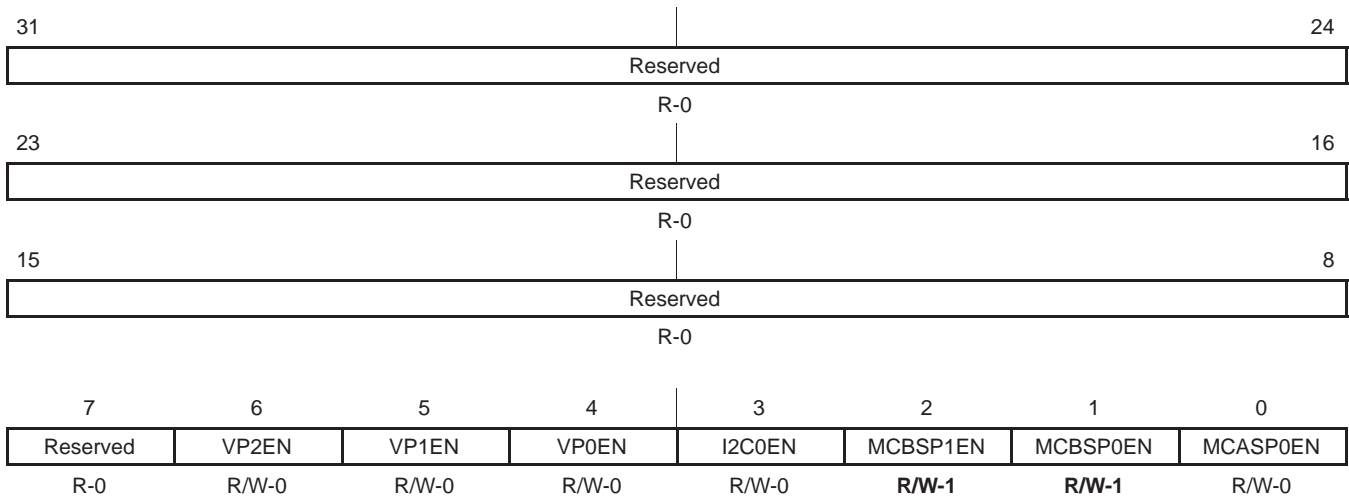 31 24
Reserved
R-0
23 16
Reserved
R-0
15 8
Reserved
R-0
7 6 5 4 3 2 1 0
Reserved VP2EN VP1EN VP0EN I2C0EN MCBSP1EN MCBSP0EN MCASP0EN
R-0 R/W-0 R/W-0 R/W-0 R/W-0 R/W-1 R/W-1 R/W-0